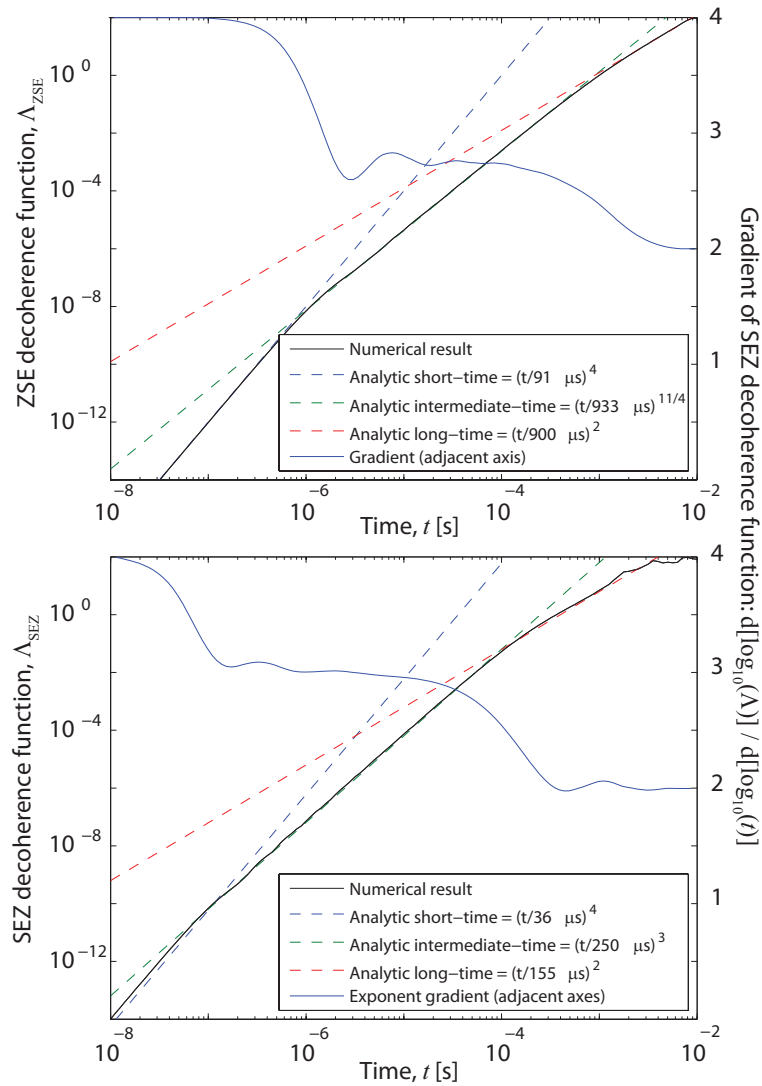 ZSE decoherence function, Λ_ZSE
10^0
10^−4
10^−8
10^−12
4
3
2
1
Numerical result
Analytic short−time = (t/91 μs)^4
Analytic intermediate−time = (t/933 μs)^11/4
Analytic long−time = (t/900 μs)^2
Gradient (adjacent axis)
10^−8
10^−6
10^−4
10^−2
Time, t [s]
SEZ decoherence function, Λ_SEZ
10^0
10^−4
10^−8
10^−12
4
3
2
1
Numerical result
Analytic short−time = (t/36 μs)^4
Analytic intermediate−time = (t/250 μs)^3
Analytic long−time = (t/155 μs)^2
Exponent gradient (adjacent axes)
10^−8
10^−6
10^−4
10^−2
Time, t [s]
Gradient of SEZ decoherence function: d[log_10(Λ)] / d[log_10(t)]